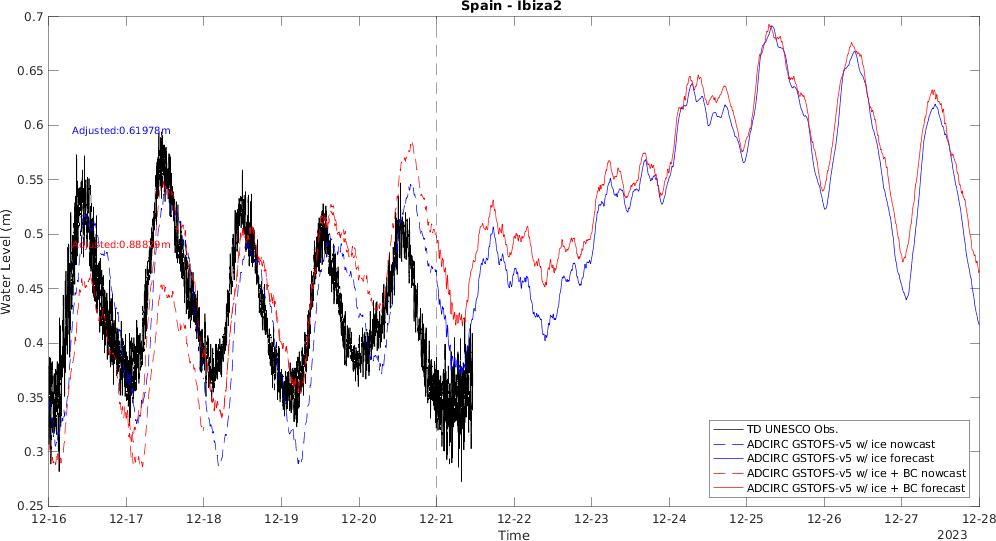 Spain - Ibiza2
0.7
0.65
0.6
0.55
0.5
0.45
0.4
0.35
0.3
0.25
Water Level (m)
Adjusted:0.61978m
TD UNESCO Obs.
ADCIRC GSTOFS-v5 w/ ice nowcast
ADCIRC GSTOFS-v5 w/ ice forecast
ADCIRC GSTOFS-v5 w/ ice + BC nowcast
ADCIRC GSTOFS-v5 w/ ice + BC forecast
12-16 12-17 12-18 12-19 12-20 12-21 12-22 12-23 12-24 12-25 12-26 12-27 12-28
Time
2023